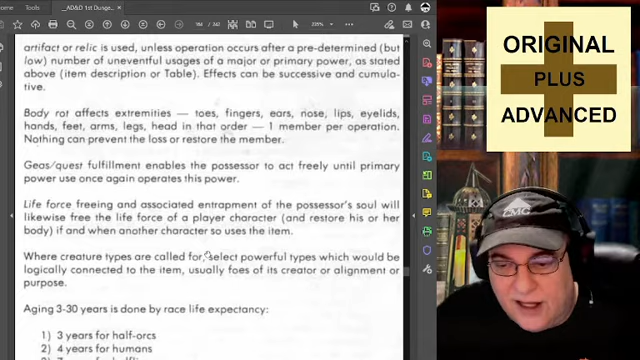 AD&D 1st Dunge...
184 / 242
235%
artifact or relic is used, unless operation occurs after a pre-determined (but
low) number of uneventful usages of a major or primary power, as stated
above (item description or Table). Effects can be successive and cumula-
tive.
Body rot affects extremities — toes, fingers, ears, nose, lips, eyelids,
hands, feet, arms, legs, head in that order — 1 member per operation.
Nothing can prevent the loss or restore the member.
Geas/quest fulfillment enables the possessor to act freely until primary
power use once again operates this power.
Life force freeing and associated entrapment of the possessor's soul will
likewise free the life force of a player character (and restore his or her
body) if and when another character so uses the item.
Where creature types are called for, select powerful types which would be
logically connected to the item, usually foes of its creator or alignment or
purpose.
Aging 3-30 years is done by race life expectancy:
1) 3 years for half-orcs
2) 4 years for humans
ORIGINAL
PLUS
ADVANCED
CMG